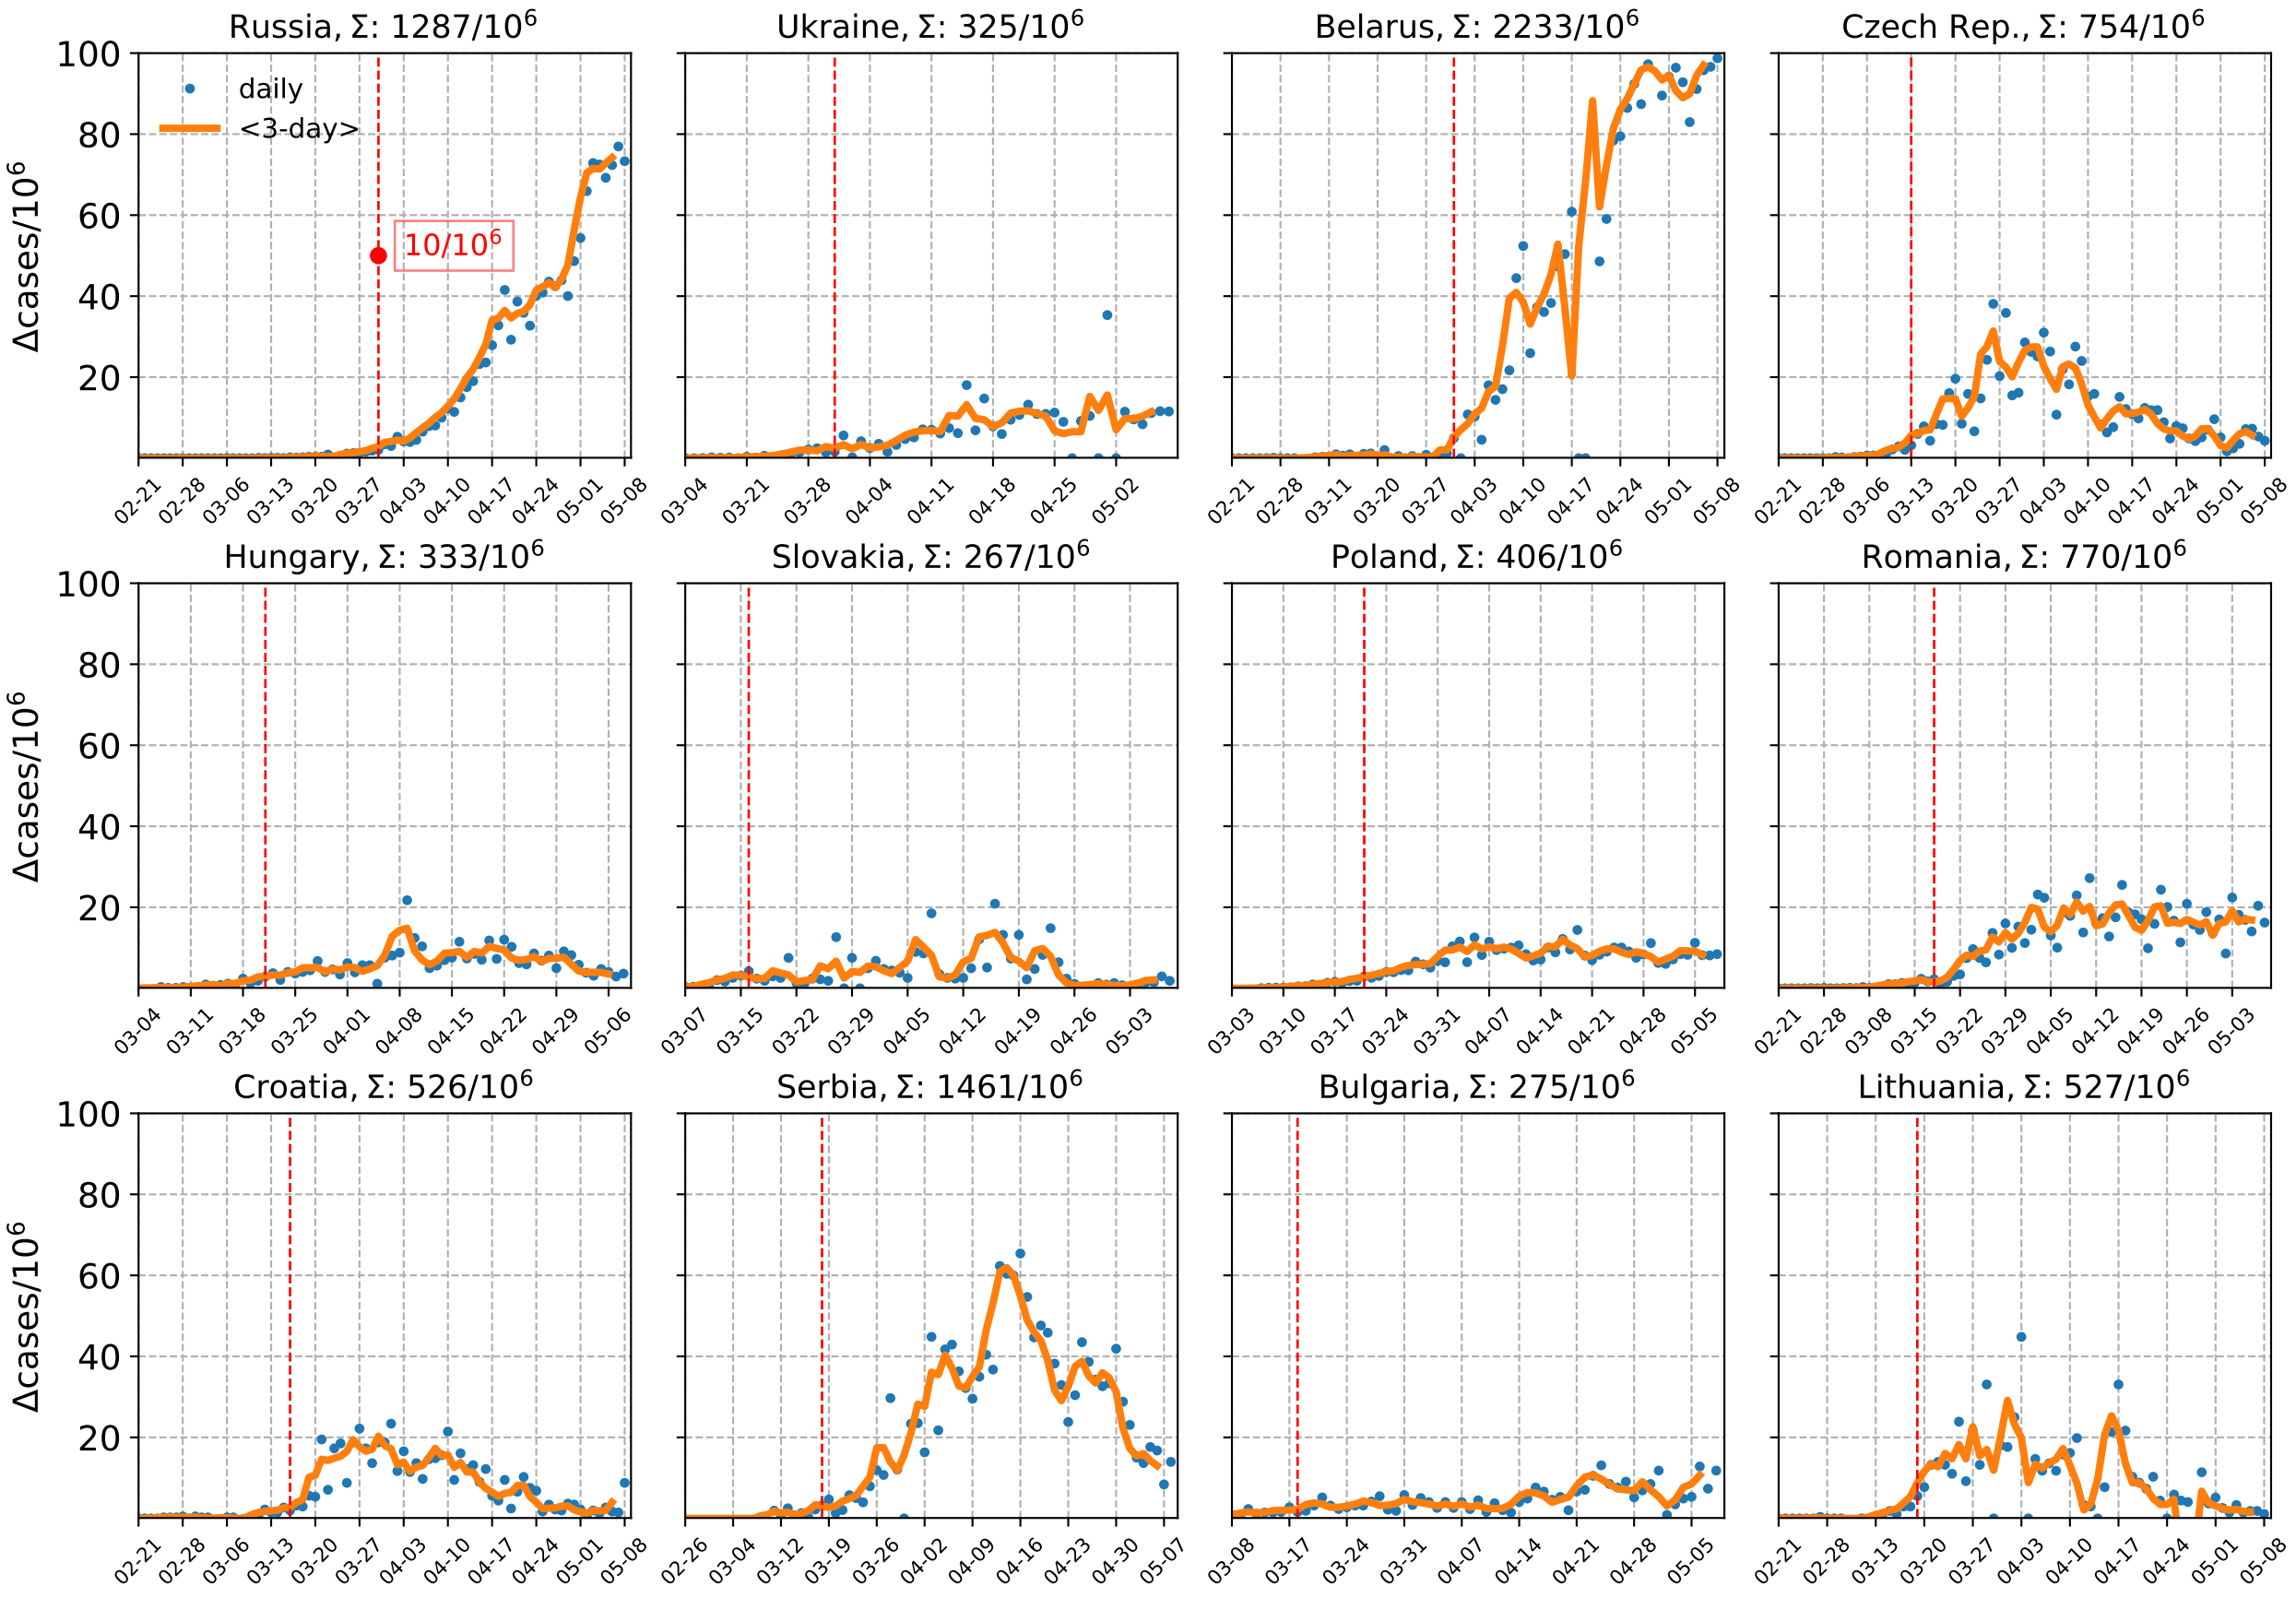 Russia, Σ: 1287/10⁶
Ukraine, Σ: 325/10⁶
Belarus, Σ: 2233/10⁶
Czech Rep., Σ: 754/10⁶
Δcases/10⁶
100
80
60
40
20
daily
<3-day>
10/10⁶
02-21 02-28 03-06 03-13 03-20 03-27 04-03 04-10 04-17 04-24 05-01 05-08
03-04 03-21 03-28 04-04 04-11 04-18 04-25 05-02
02-21 02-28 03-11 03-20 03-27 04-03 04-10 04-17 04-24 05-01 05-08
02-21 02-28 03-06 03-13 03-20 03-27 04-03 04-10 04-17 04-24 05-01 05-08
Hungary, Σ: 333/10⁶
Slovakia, Σ: 267/10⁶
Poland, Σ: 406/10⁶
Romania, Σ: 770/10⁶
Δcases/10⁶
100
80
60
40
20
03-04 03-11 03-18 03-25 04-01 04-08 04-15 04-22 04-29 05-06
03-07 03-15 03-22 03-29 04-05 04-12 04-19 04-26 05-03
03-03 03-10 03-17 03-24 03-31 04-07 04-14 04-21 04-28 05-05
02-21 02-28 03-08 03-15 03-22 03-29 04-05 04-12 04-19 04-26 05-03
Croatia, Σ: 526/10⁶
Serbia, Σ: 1461/10⁶
Bulgaria, Σ: 275/10⁶
Lithuania, Σ: 527/10⁶
Δcases/10⁶
100
80
60
40
20
02-21 02-28 03-06 03-13 03-20 03-27 04-03 04-10 04-17 04-24 05-01 05-08
02-26 03-04 03-12 03-19 03-26 04-02 04-09 04-16 04-23 04-30 05-07
03-08 03-17 03-24 03-31 04-07 04-14 04-21 04-28 05-05
02-21 02-28 03-13 03-20 03-27 04-03 04-10 04-17 04-24 05-01 05-08